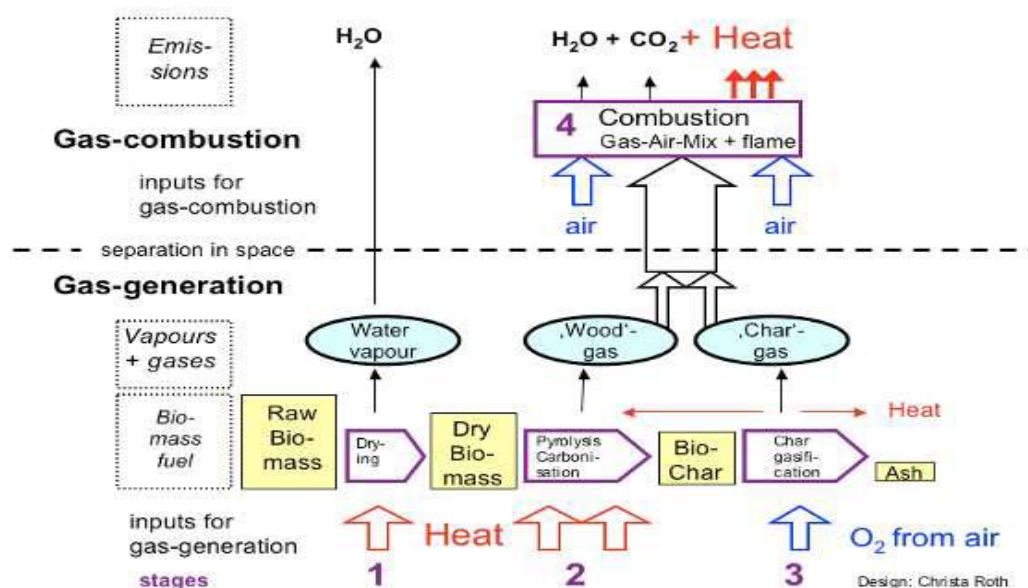 Emis-
sions
H₂O
H₂O + CO₂ + Heat
Gas-combustion
4 Combustion
Gas-Air-Mix + flame
inputs for
gas-combustion
air
air
separation in space
Gas-generation
Vapours
+ gases
Water
vapour
‚Wood'-
gas
‚Char'-
gas
Heat
Bio-
mass
fuel
Raw
Bio-
mass
Dry-
ing
Dry
Bio-
mass
Pyrolysis
Carboni-
sation
Bio-
Char
Char
gasifi-
cation
Ash
inputs for
gas-generation
Heat
O₂ from air
stages
1
2
3
Design: Christa Roth